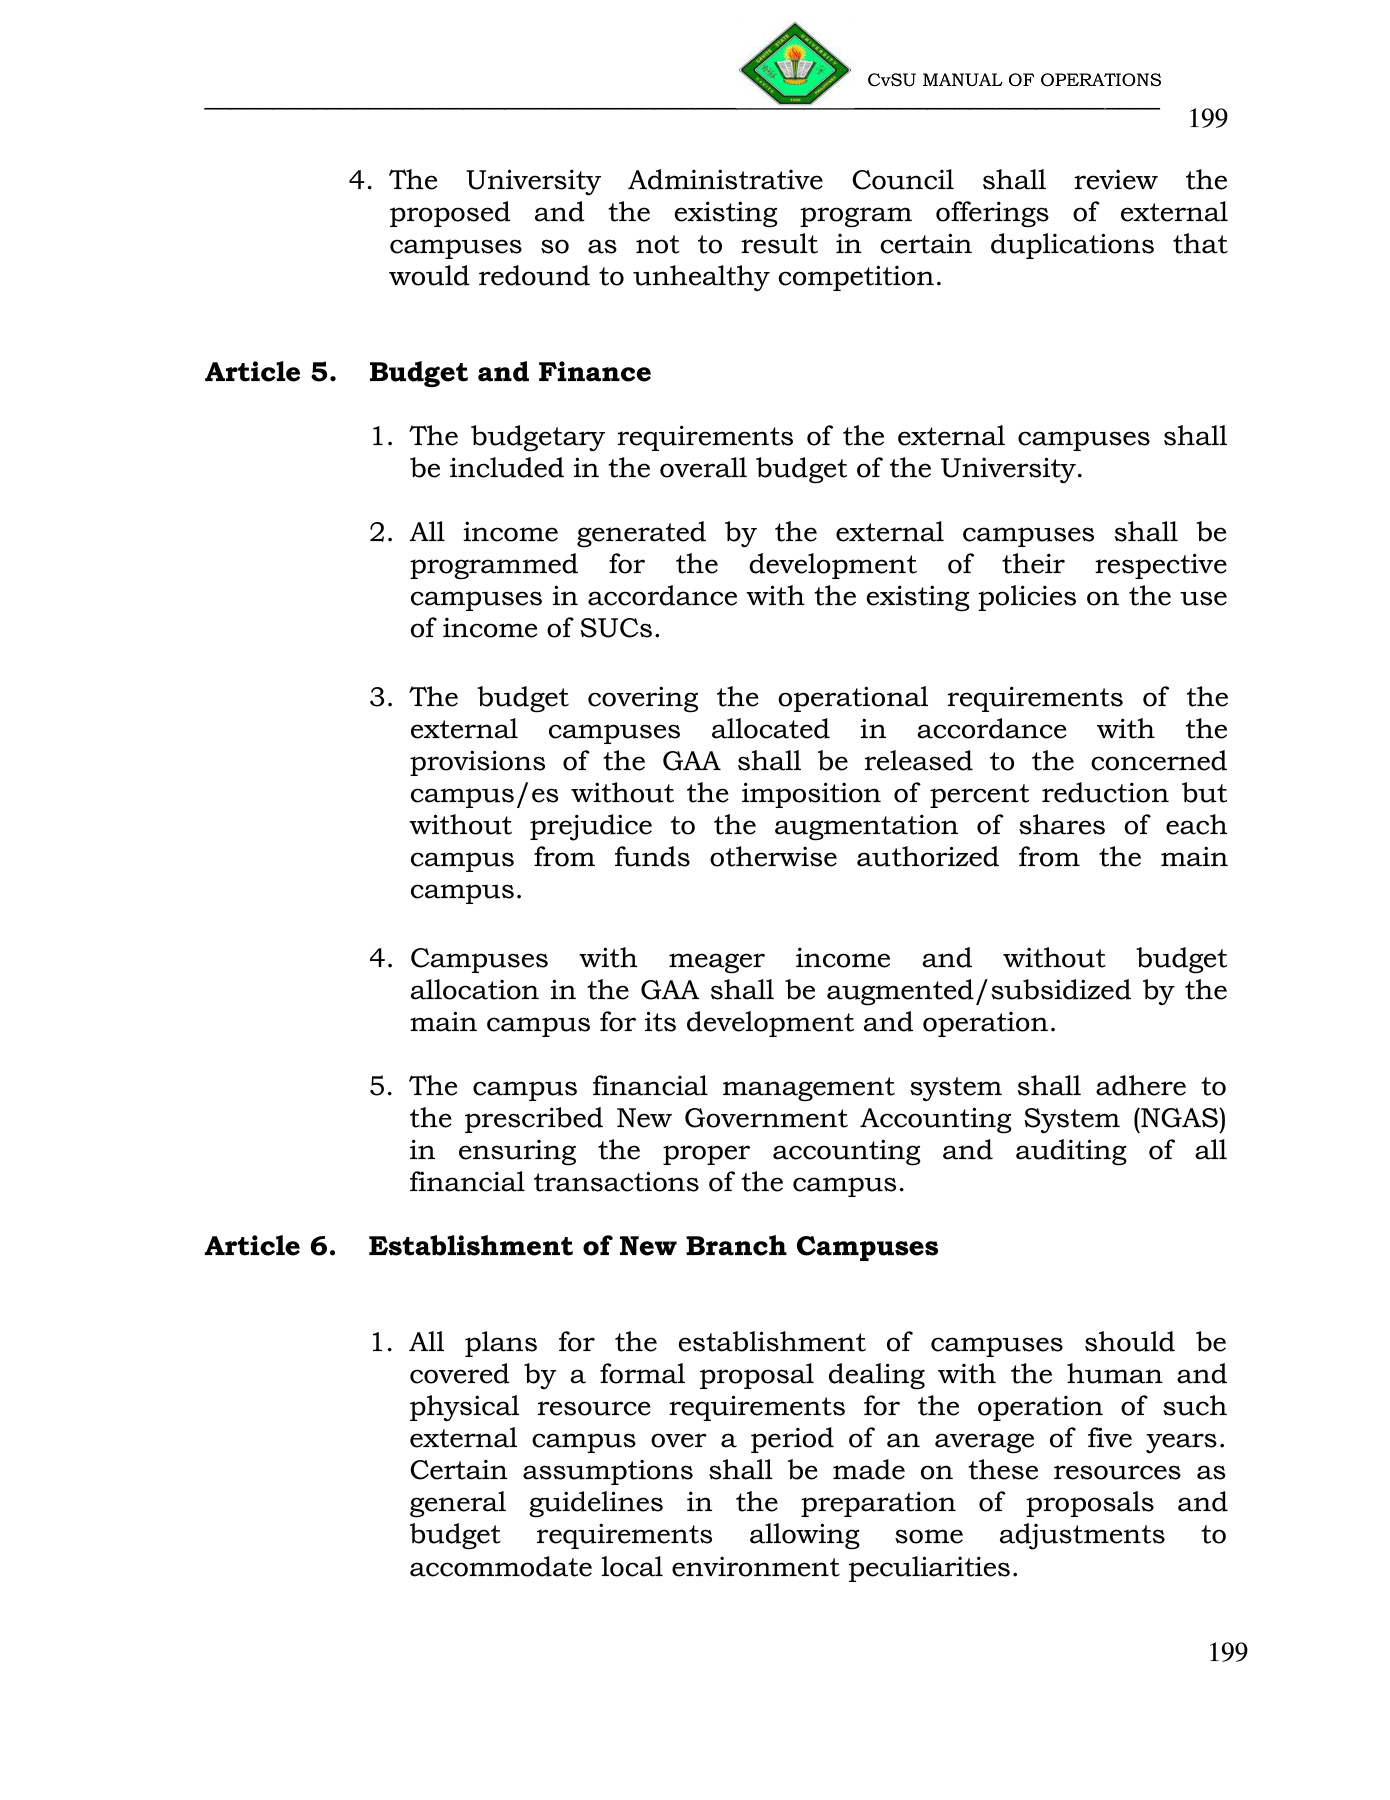 CvSU MANUAL OF OPERATIONS
199
4. The University Administrative Council shall review the
proposed and the existing program offerings of external
campuses so as not to result in certain duplications that
would redound to unhealthy competition.
Article 5. Budget and Finance
1. The budgetary requirements of the external campuses shall
be included in the overall budget of the University.
2. All income generated by the external campuses shall be
programmed for the development of their respective
campuses in accordance with the existing policies on the use
of income of SUCs.
3. The budget covering the operational requirements of the
external campuses allocated in accordance with the
provisions of the GAA shall be released to the concerned
campus/es without the imposition of percent reduction but
without prejudice to the augmentation of shares of each
campus from funds otherwise authorized from the main
campus.
4. Campuses with meager income and without budget
allocation in the GAA shall be augmented/subsidized by the
main campus for its development and operation.
5. The campus financial management system shall adhere to
the prescribed New Government Accounting System (NGAS)
in ensuring the proper accounting and auditing of all
financial transactions of the campus.
Article 6. Establishment of New Branch Campuses
1. All plans for the establishment of campuses should be
covered by a formal proposal dealing with the human and
physical resource requirements for the operation of such
external campus over a period of an average of five years.
Certain assumptions shall be made on these resources as
general guidelines in the preparation of proposals and
budget requirements allowing some adjustments to
accommodate local environment peculiarities.
199